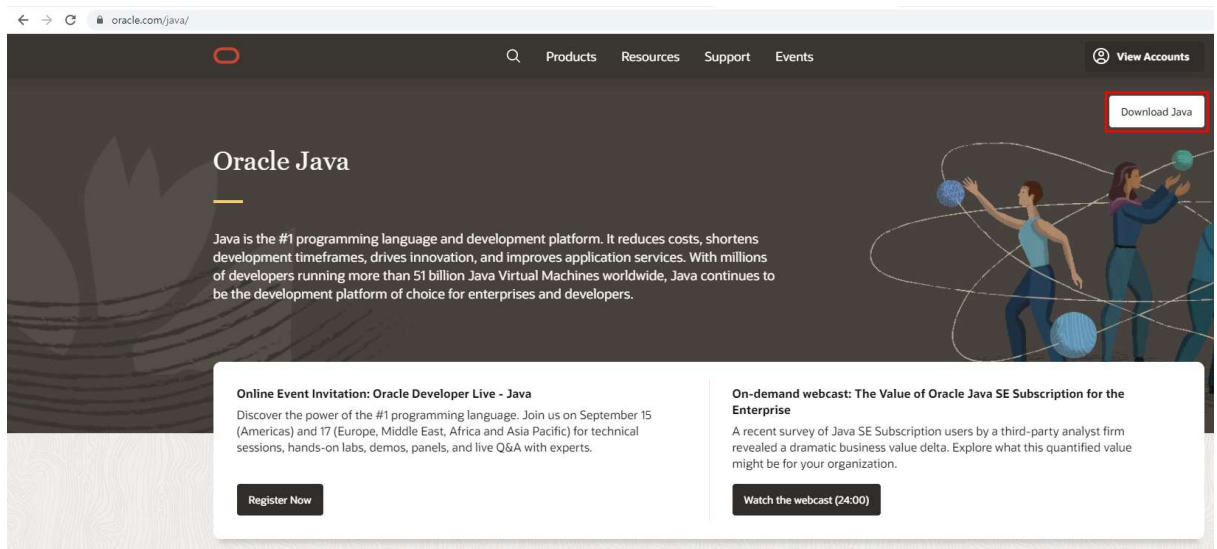 oracle.com/java/
Products Resources Support Events
View Accounts
Download Java
Oracle Java
Java is the #1 programming language and development platform. It reduces costs, shortens
development timeframes, drives innovation, and improves application services. With millions
of developers running more than 51 billion Java Virtual Machines worldwide, Java continues to
be the development platform of choice for enterprises and developers.
Online Event Invitation: Oracle Developer Live - Java
Discover the power of the #1 programming language. Join us on September 15
(Americas) and 17 (Europe, Middle East, Africa and Asia Pacific) for technical
sessions, hands-on labs, demos, panels, and live Q&A with experts.
Register Now
On-demand webcast: The Value of Oracle Java SE Subscription for the
Enterprise
A recent survey of Java SE Subscription users by a third-party analyst firm
revealed a dramatic business value delta. Explore what this quantified value
might be for your organization.
Watch the webcast (24:00)